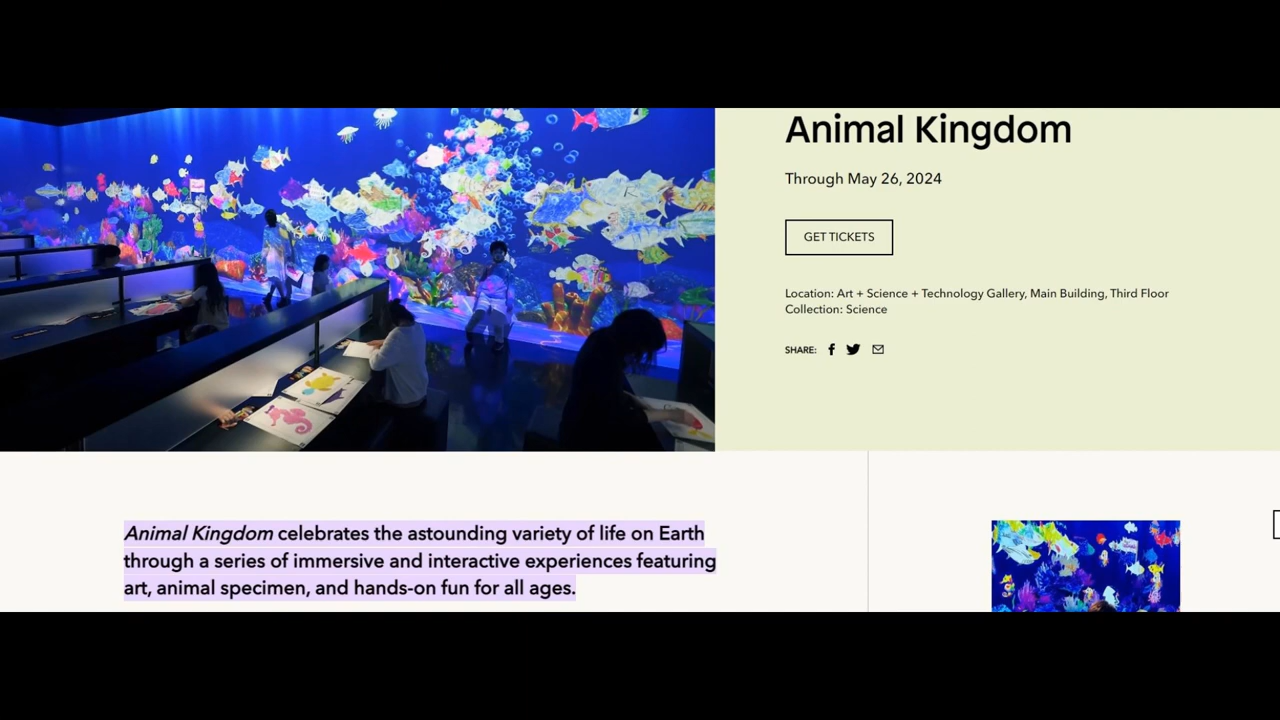 Animal Kingdom
Through May 26, 2024
GET TICKETS
Location: Art + Science + Technology Gallery, Main Building, Third Floor
Collection: Science
SHARE:
Animal Kingdom celebrates the astounding variety of life on Earth
through a series of immersive and interactive experiences featuring
art, animal specimen, and hands-on fun for all ages.